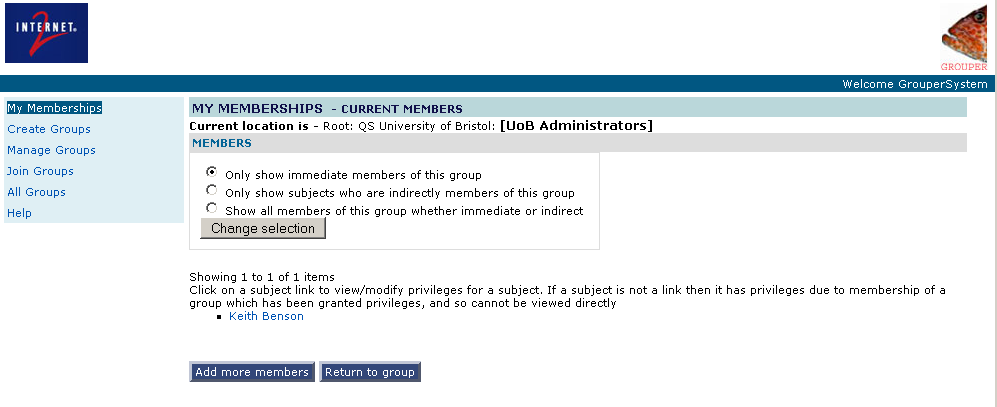 INTERNET®
2
GROUPER
Welcome GrouperSystem
My Memberships
Create Groups
Manage Groups
Join Groups
All Groups
Help
MY MEMBERSHIPS - CURRENT MEMBERS
Current location is - Root: QS University of Bristol: [UoB Administrators]
MEMBERS
Only show immediate members of this group
Only show subjects who are indirectly members of this group
Show all members of this group whether immediate or indirect
Change selection
Showing 1 to 1 of 1 items
Click on a subject link to view/modify privileges for a subject. If a subject is not a link then it has privileges due to membership of a
group which has been granted privileges, and so cannot be viewed directly
Keith Benson
Add more members Return to group